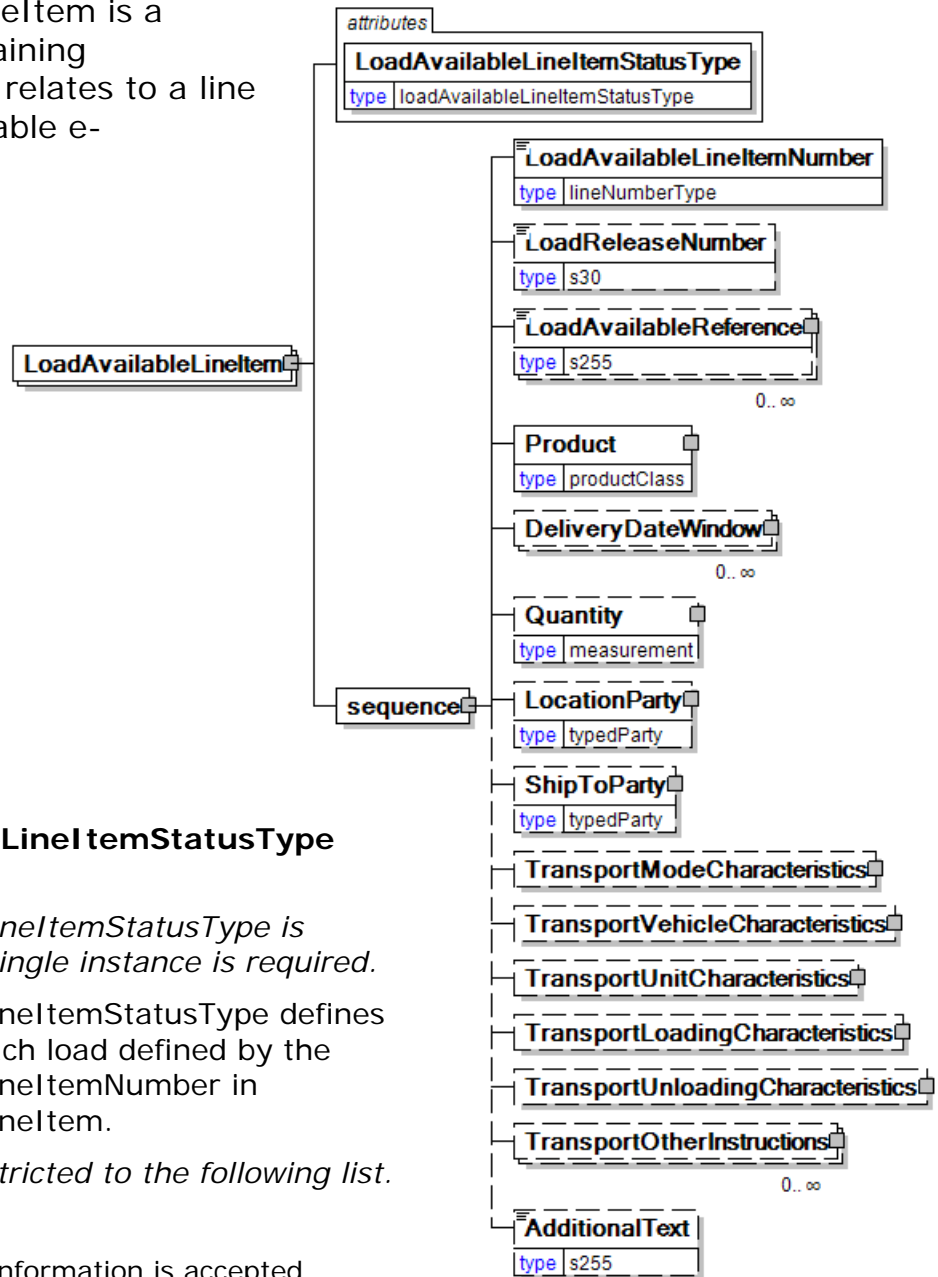 eItem is a
aining
relates to a line
able e-
attributes
LoadAvailableLineItemStatusType
type loadAvailableLineItemStatusType
LoadAvailableLineItemNumber
type lineNumberType
LoadReleaseNumber
type s30
LoadAvailableReference
type s255
0.. ∞
LoadAvailableLineItem
Product
type productClass
DeliveryDateWindow
0.. ∞
Quantity
type measurement
sequence
LocationParty
type typedParty
ShipToParty
type typedParty
TransportModeCharacteristics
TransportVehicleCharacteristics
TransportUnitCharacteristics
TransportLoadingCharacteristics
TransportUnloadingCharacteristics
TransportOtherInstructions
0.. ∞
AdditionalText
type s255
LineItemStatusType
neItemStatusType is
ingle instance is required.
neItemStatusType defines
ch load defined by the
neItemNumber in
neItem.
tricted to the following list.
nformation is accepted